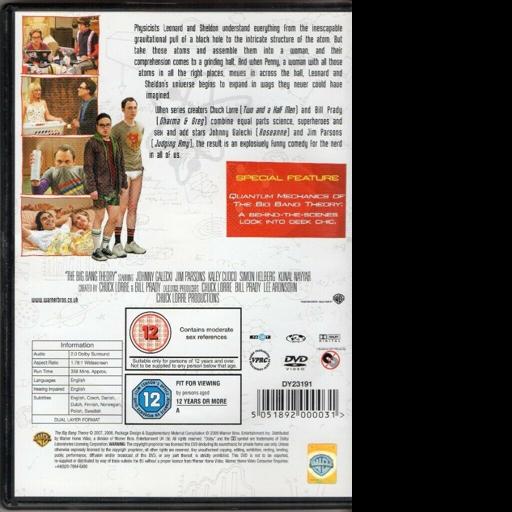 Physicists Leonard and Sheldon understand everything from the inescapable
gravitational pull of a black hole to the intricate structure of the atom. But
take those atoms and assemble them into a woman, and their
comprehension comes to a grinding halt. And when Penny, a woman with all those
atoms in all the right places, moves in across the hall, Leonard and
Sheldon's universe begins to expand in ways they never could have
imagined.
When series creators Chuck Lorre (Two and a Half Men) and Bill Prady
(Dharma & Greg) combine equal parts science, superheroes and
sex and add stars Johnny Galecki (Roseanne) and Jim Parsons
(Judging Amy), the result is an explosively funny comedy for the nerd
in all of us.
SPECIAL FEATURE
QUANTUM MECHANICS OF
THE BIG BANG THEORY:
A BEHIND-THE-SCENES
LOOK INTO GEEK CHIC.
"THE BIG BANG THEORY" STARRING JOHNNY GALECKI JIM PARSONS KALEY CUOCO SIMON HELBERG KUNAL NAYYAR
CREATED BY CHUCK LORRE & BILL PRADY EXECUTIVE PRODUCERS CHUCK LORRE BILL PRADY LEE ARONSOHN
CHUCK LORRE PRODUCTIONS
www.warnerbros.co.uk
Information
Audio 2.0 Dolby Surround
Aspect Ratio 1.78:1 Widescreen
Run Time Mins. Approx.
Languages English
Hearing Impaired English
Subtitles English, Czech, Danish,
Dutch, Finnish, Norwegian,
Polish, Swedish
DUAL LAYER FORMAT
12
Contains moderate
sex references
Suitable only for persons of 12 years and over.
Not to be supplied to any person below that age.
12
FIT FOR VIEWING
by persons aged
12 YEARS OR MORE
A
VPRC
DVD
VIDEO
DOLBY
DIGITAL
DY23191
5 051892 000031 >